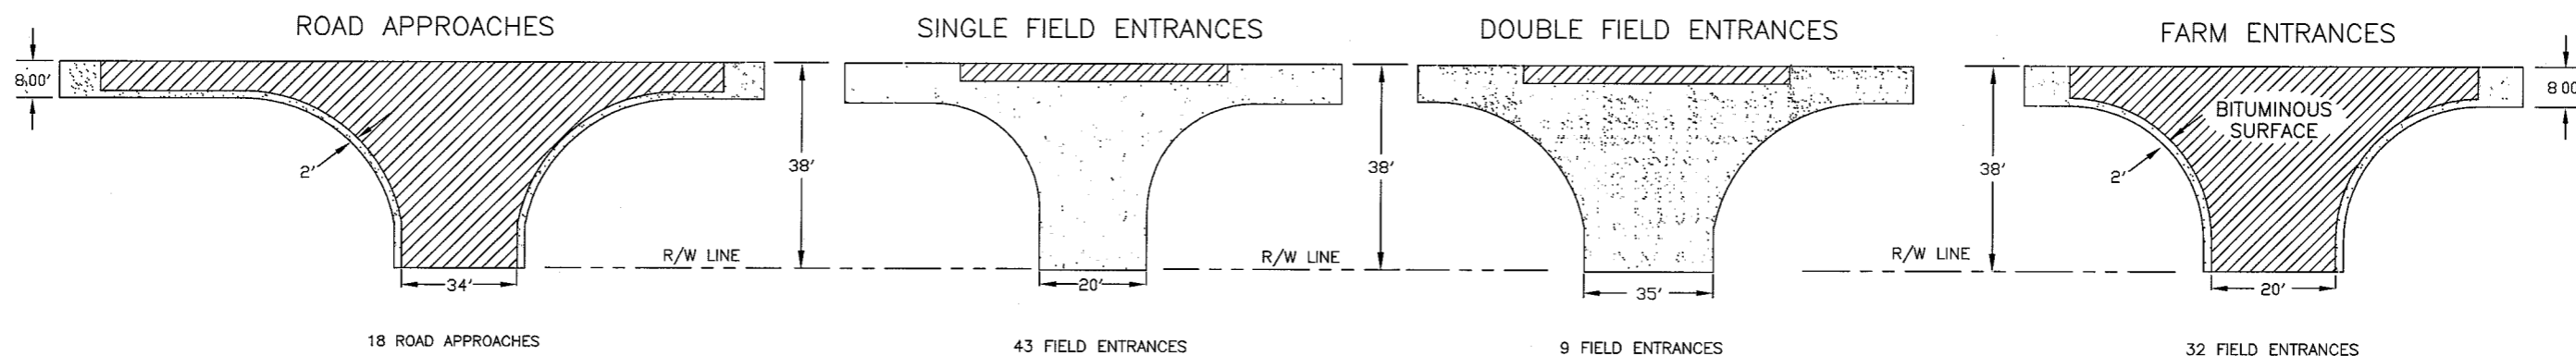 ROAD APPROACHES
8.00'
2'
34'
18 ROAD APPROACHES
R/W LINE
38'
SINGLE FIELD ENTRANCES
20'
43 FIELD ENTRANCES
R/W LINE
38'
DOUBLE FIELD ENTRANCES
35'
9 FIELD ENTRANCES
R/W LINE
38'
FARM ENTRANCES
BITUMINOUS
SURFACE
2'
20'
32 FIELD ENTRANCES
8.00